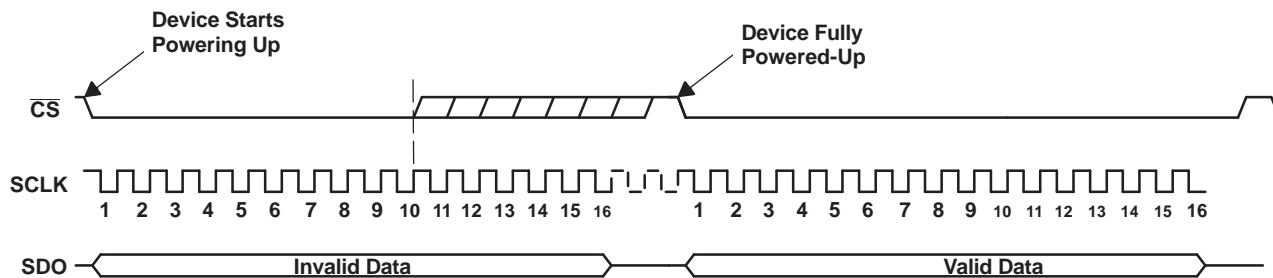 Device Starts
Powering Up
Device Fully
Powered-Up
CS
SCLK
1 2 3 4 5 6 7 8 9 10 11 12 13 14 15 16 1 2 3 4 5 6 7 8 9 10 11 12 13 14 15 16
SDO Invalid Data Valid Data